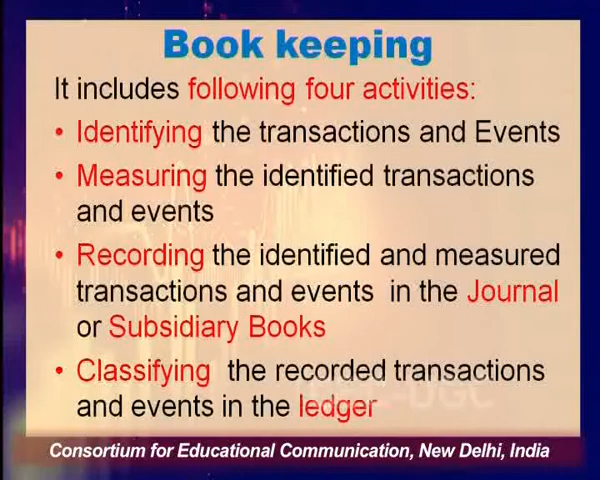 Book keeping
It includes following four activities:
• Identifying the transactions and Events
• Measuring the identified transactions
and events
• Recording the identified and measured
transactions and events in the Journal
or Subsidiary Books
• Classifying the recorded transactions
and events in the ledger
Consortium for Educational Communication, New Delhi, India